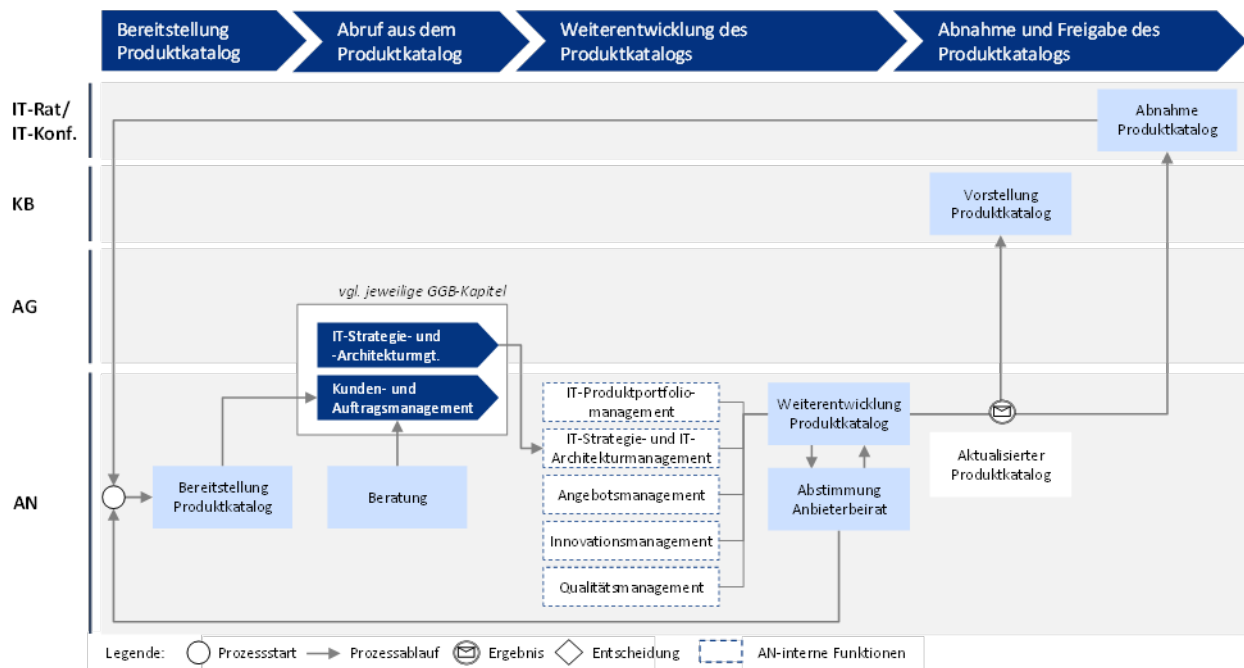 Bereitstellung
Produktkatalog
Abruf aus dem
Produktkatalog
Weiterentwicklung des
Produktkatalogs
Abnahme und Freigabe des
Produktkatalogs
IT-Rat/
IT-Konf.
Abnahme
Produktkatalog
KB
Vorstellung
Produktkatalog
AG
vgl. jeweilige GGB-Kapitel
IT-Strategie- und
-Architekturmgt.
Kunden- und
Auftragsmanagement
AN
Bereitstellung
Produktkatalog
Beratung
IT-Produktportfolio-
management
IT-Strategie- und IT-
Architekturmanagement
Angebotsmanagement
Innovationsmanagement
Qualitätsmanagement
Weiterentwicklung
Produktkatalog
Abstimmung
Anbieterbeirat
Aktualisierter
Produktkatalog
Legende: Prozessstart Prozessablauf Ergebnis Entscheidung AN-interne Funktionen